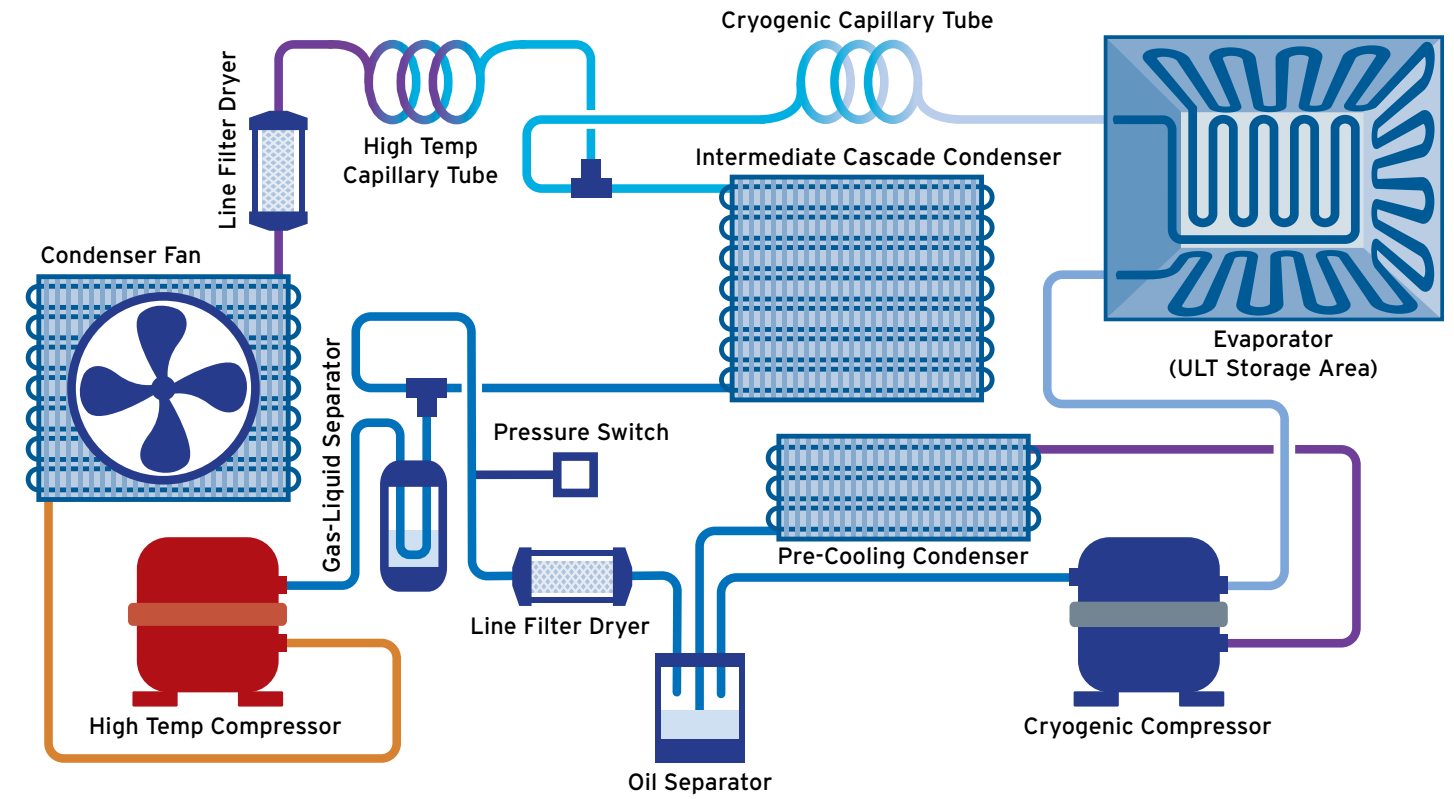 Cryogenic Capillary Tube
Line Filter Dryer
High Temp
Capillary Tube
Intermediate Cascade Condenser
Condenser Fan
Evaporator
(ULT Storage Area)
Gas-Liquid Separator
Pressure Switch
Pre-Cooling Condenser
Line Filter Dryer
High Temp Compressor
Cryogenic Compressor
Oil Separator